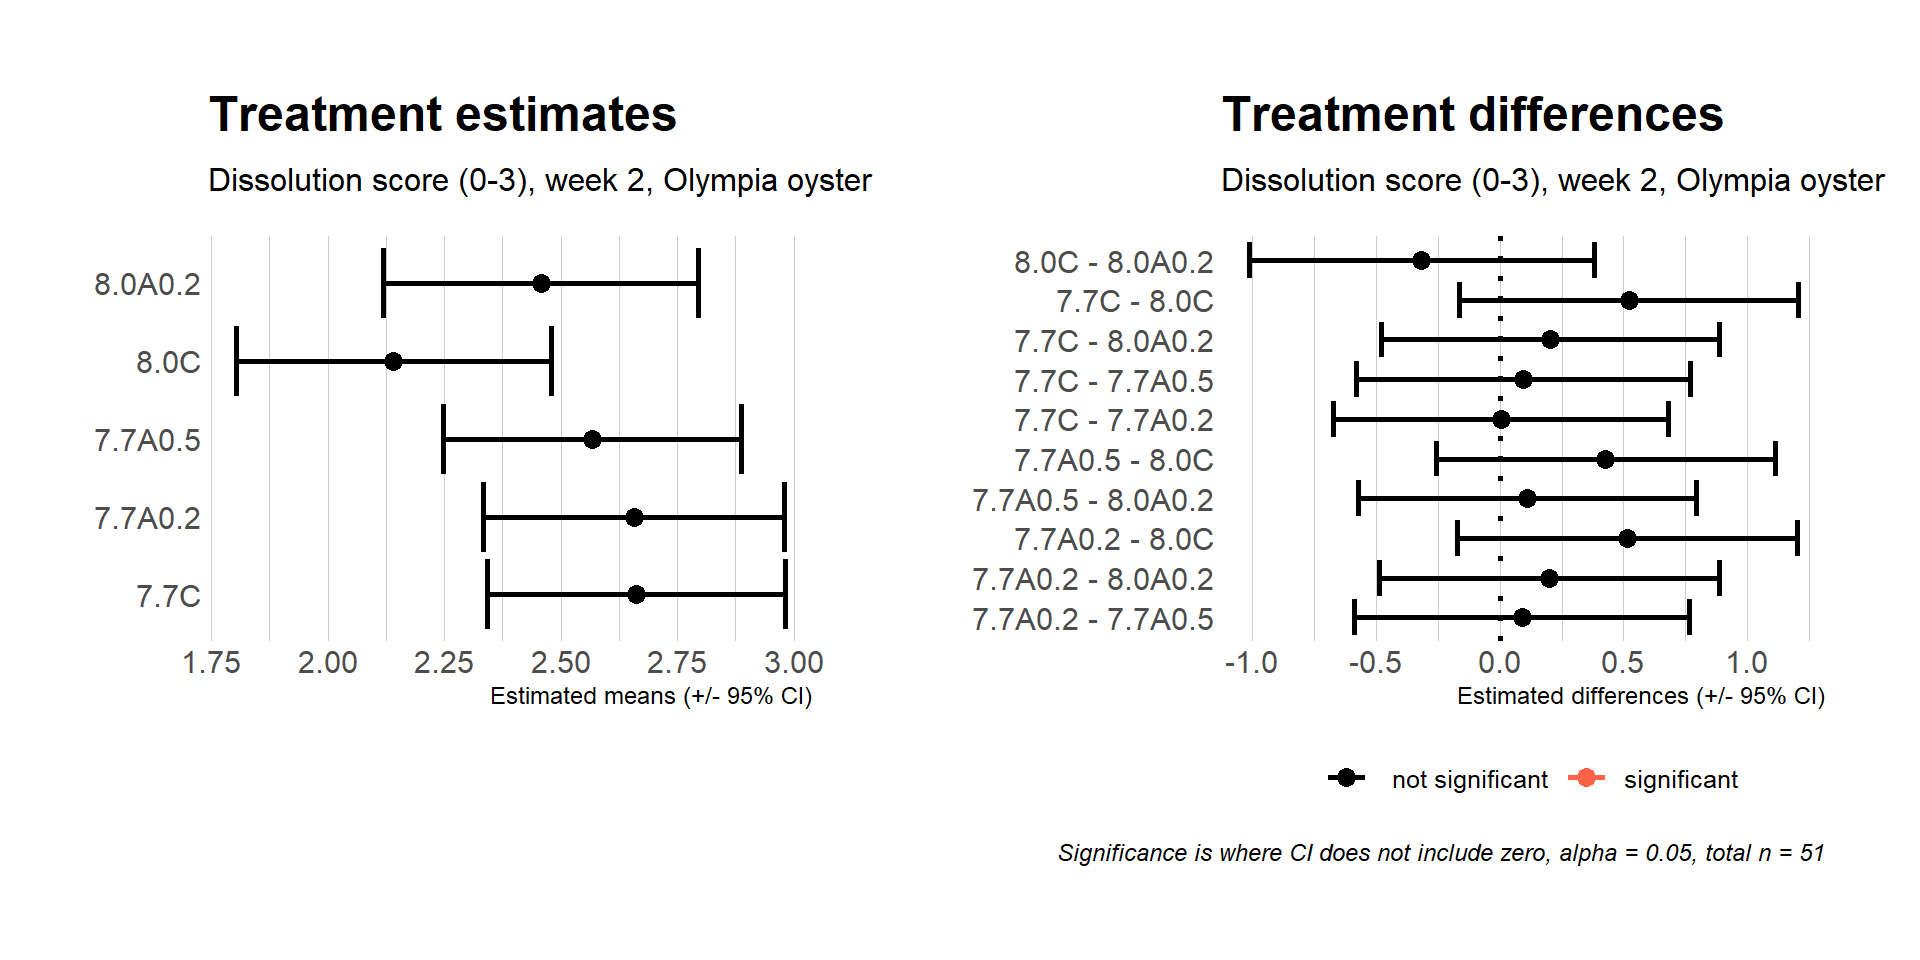 Treatment estimates
Dissolution score (0-3), week 2, Olympia oyster
8.0A0.2
8.0C
7.7A0.5
7.7A0.2
7.7C
1.75 2.00 2.25 2.50 2.75 3.00
Estimated means (+/- 95% CI)
Treatment differences
Dissolution score (0-3), week 2, Olympia oyster
8.0C - 8.0A0.2
7.7C - 8.0C
7.7C - 8.0A0.2
7.7C - 7.7A0.5
7.7C - 7.7A0.2
7.7A0.5 - 8.0C
7.7A0.5 - 8.0A0.2
7.7A0.2 - 8.0C
7.7A0.2 - 8.0A0.2
7.7A0.2 - 7.7A0.5
-1.0 -0.5 0.0 0.5 1.0
Estimated differences (+/- 95% CI)
not significant significant
Significance is where CI does not include zero, alpha = 0.05, total n = 51